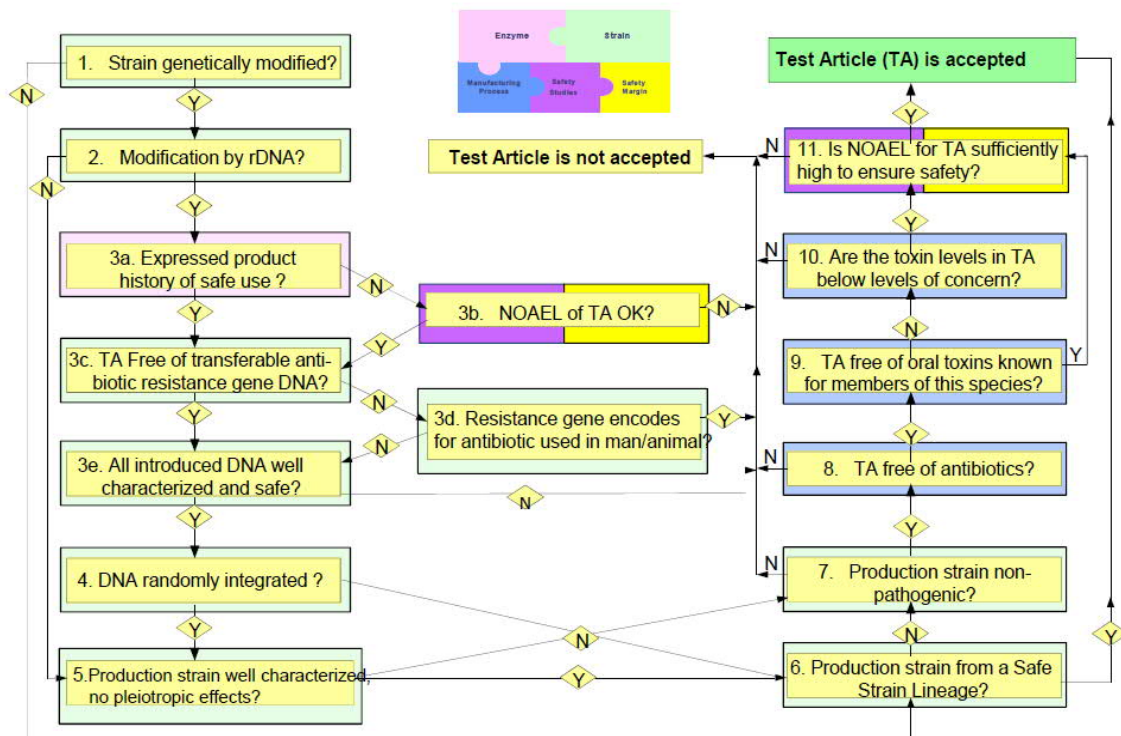 Enzyme
Strain
Manufacturing
Process
Safety
Studies
Safety
Margin
1. Strain genetically modified?
N
Y
2. Modification by rDNA?
N
Y
3a. Expressed product
history of safe use ?
N
Y
3b. NOAEL of TA OK?
N
Y
3c. TA Free of transferable anti-
biotic resistance gene DNA?
N
Y
3d. Resistance gene encodes
for antibiotic used in man/animal?
Y
N
3e. All introduced DNA well
characterized and safe?
N
Y
4. DNA randomly integrated ?
Y
N
5.Production strain well characterized,
no pleiotropic effects?
N
Y
6. Production strain from a Safe
Strain Lineage?
Y
N
7. Production strain non-
pathogenic?
N
Y
8. TA free of antibiotics?
N
Y
9. TA free of oral toxins known
for members of this species?
Y
N
10. Are the toxin levels in TA
below levels of concern?
N
Y
11. Is NOAEL for TA sufficiently
high to ensure safety?
N
Y
Test Article is not accepted
Test Article (TA) is accepted